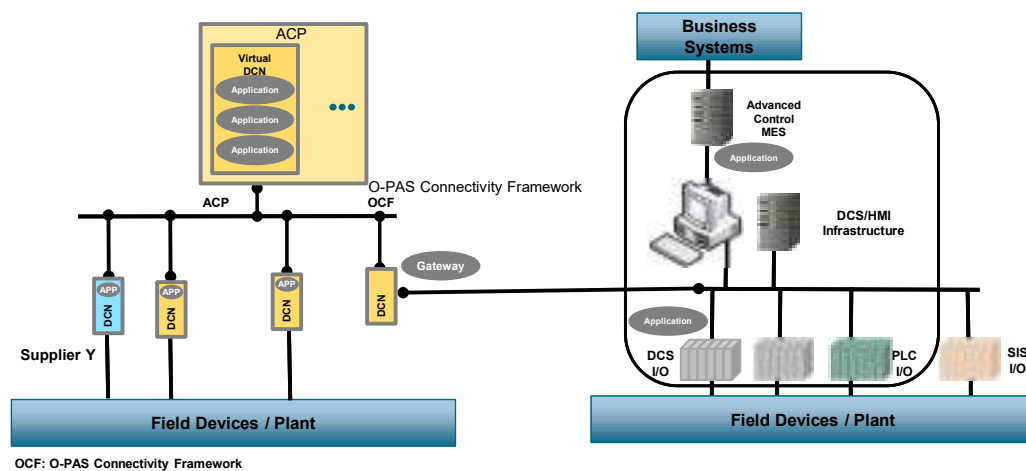 ACP
Virtual
DCN
Application
Application
Application
O-PAS Connectivity Framework
ACP
OCF
Gateway
APP
DCN
APP
DCN
APP
DCN
DCN
Supplier Y
Field Devices / Plant
OCF: O-PAS Connectivity Framework
Business
Systems
Advanced
Control
MES
Application
DCS/HMI
Infrastructure
Application
DCS
I/O
PLC
I/O
SIS
I/O
Field Devices / Plant